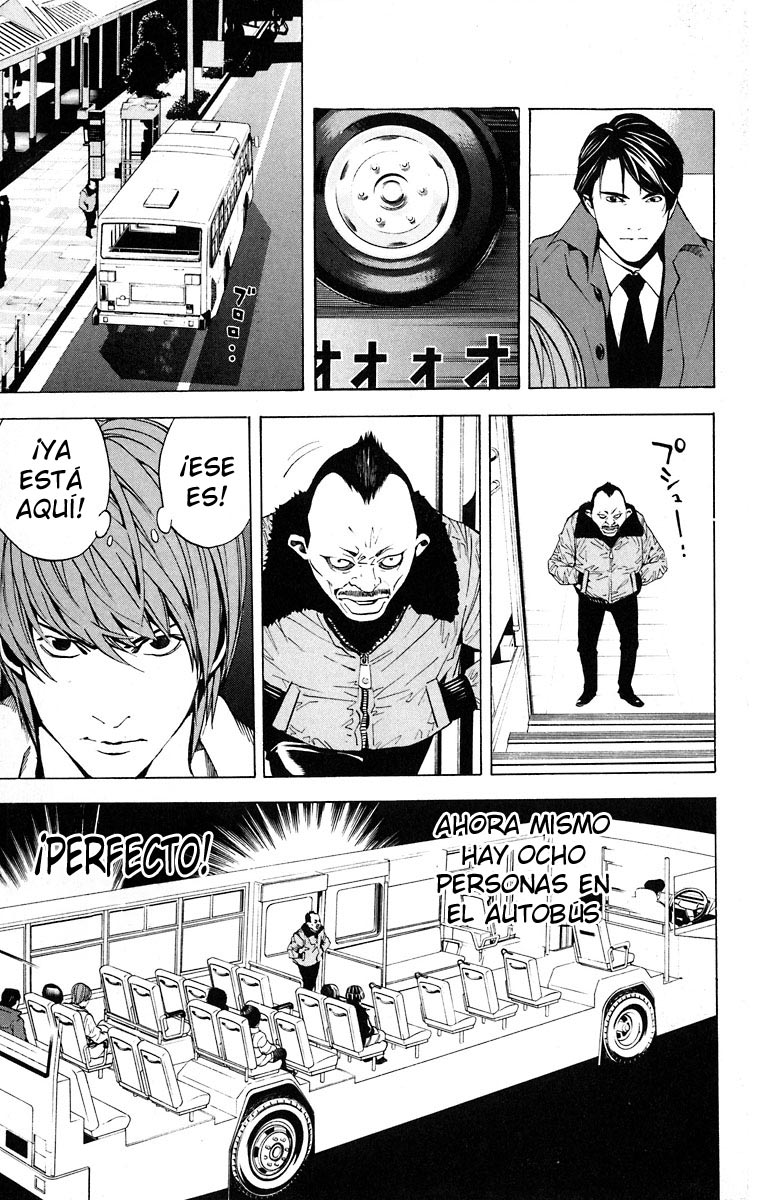 オオォオ
ブロロ…
プシュー…
¡ESE
ES!
¡YA
ESTÁ
AQUÍ!
AHORA MISMO
HAY OCHO
PERSONAS EN
EL AUTOBÚS
¡PERFECTO!